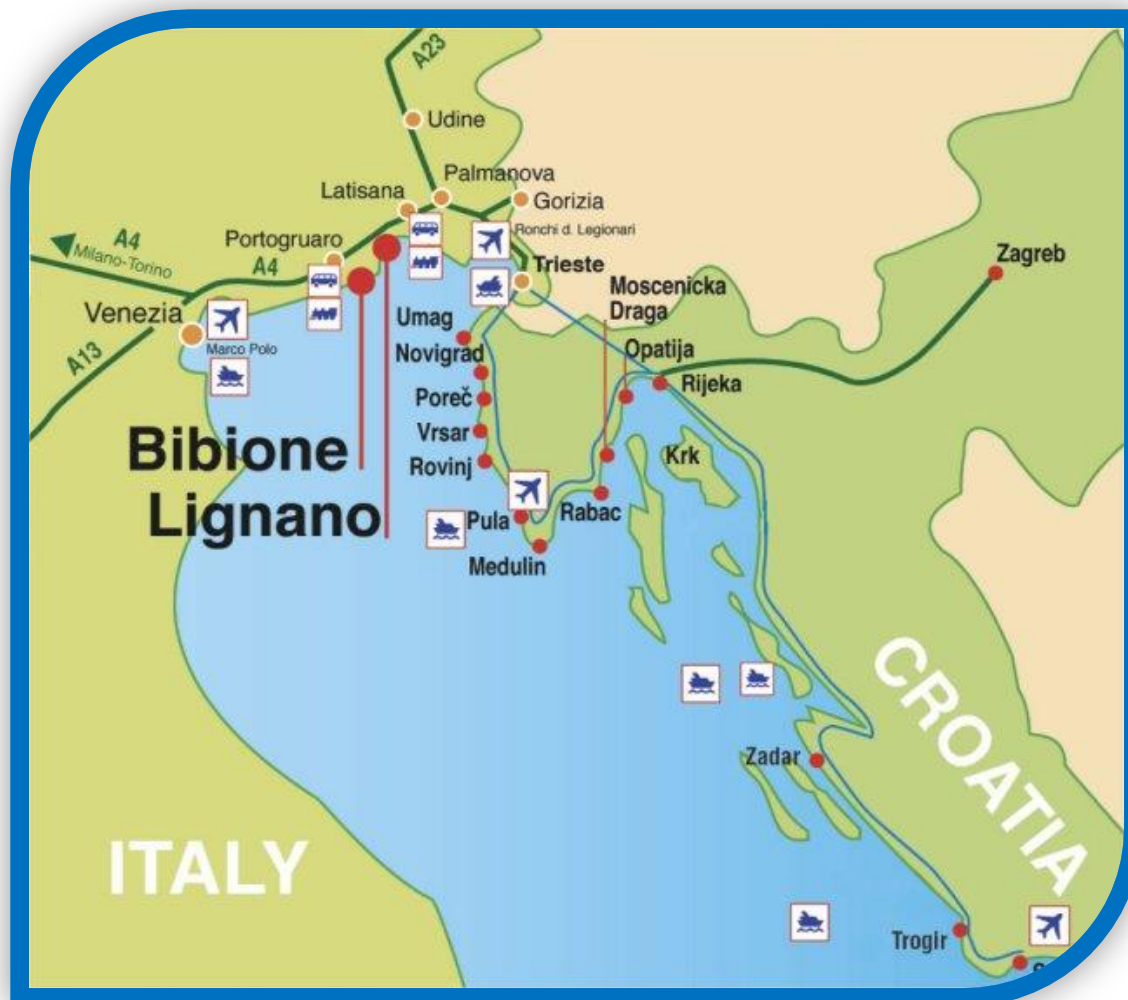 A23
Udine
Palmanova
Latisana
Gorizia
Ronchi d. Legionari
Portogruaro
A4
Milano-Torino
A4
Trieste
Zagreb
Moscenicka
Draga
Venezia
Marco Polo
A13
Umag
Novigrad
Opatija
Rijeka
Poreč
Vrsar
Rovinj
Krk
Bibione
Lignano
Pula
Rabac
Medulin
CROATIA
Zadar
ITALY
Trogir